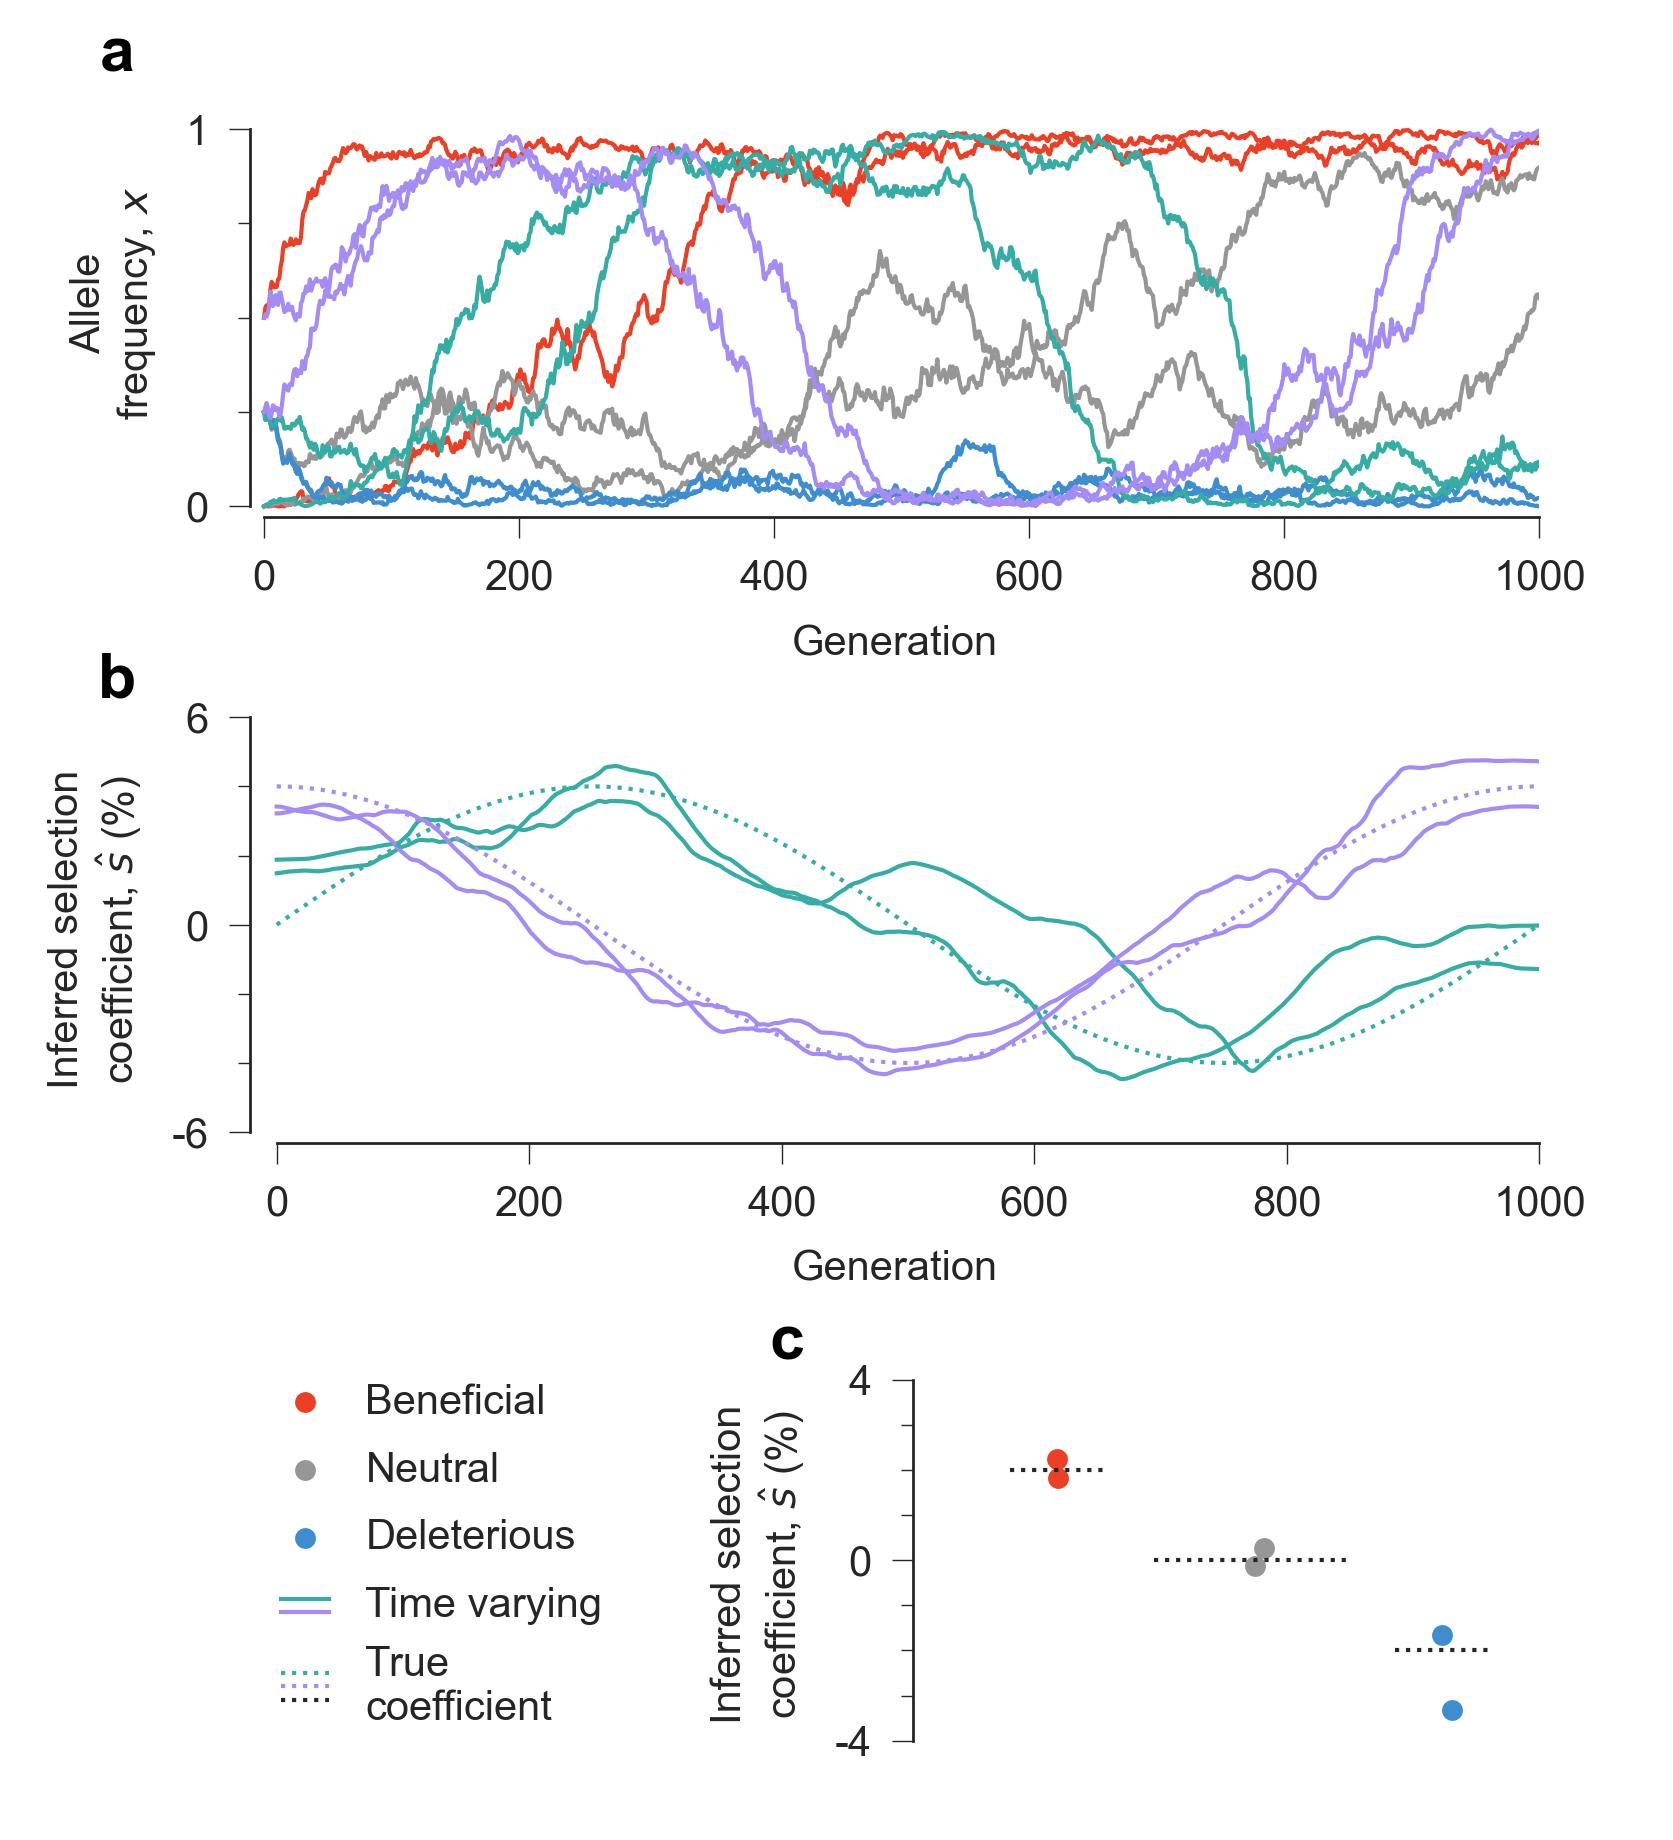 a
1
0
Allele
frequency, x
0 200 400 600 800 1000
Generation
b
6
0
-6
Inferred selection
coefficient, ŝ (%)
0 200 400 600 800 1000
Generation
Beneficial
Neutral
Deleterious
Time varying
True
coefficient
c
4
0
-4
Inferred selection
coefficient, ŝ (%)